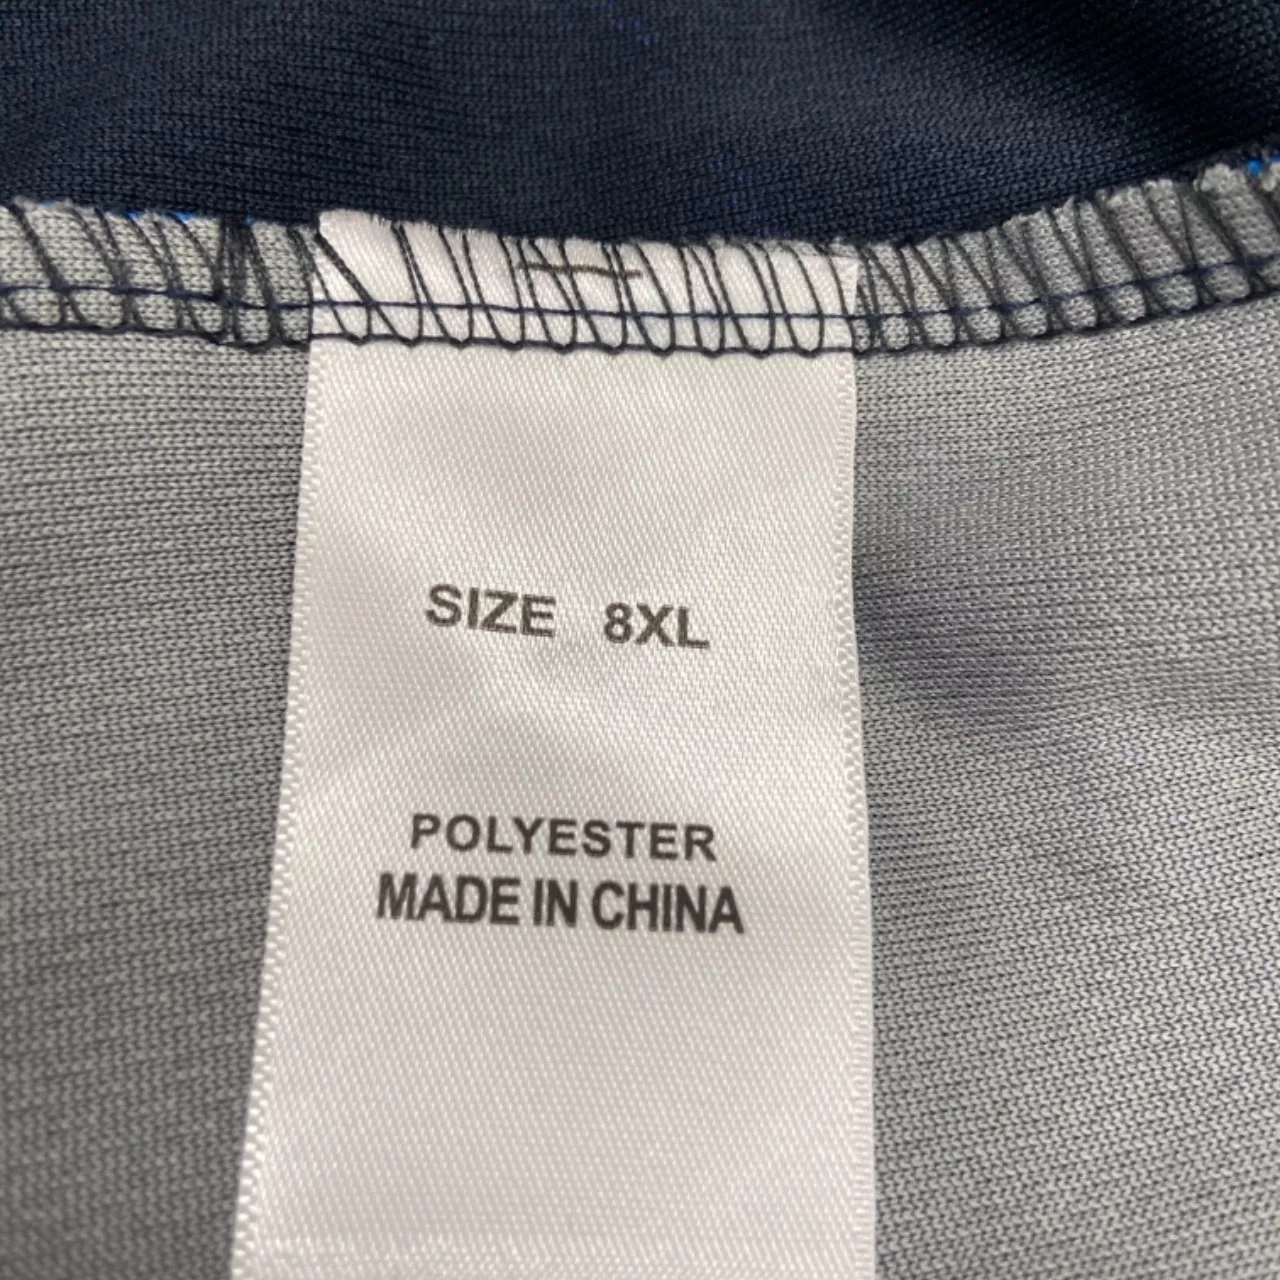 SIZE 8XL
POLYESTER
MADE IN CHINA